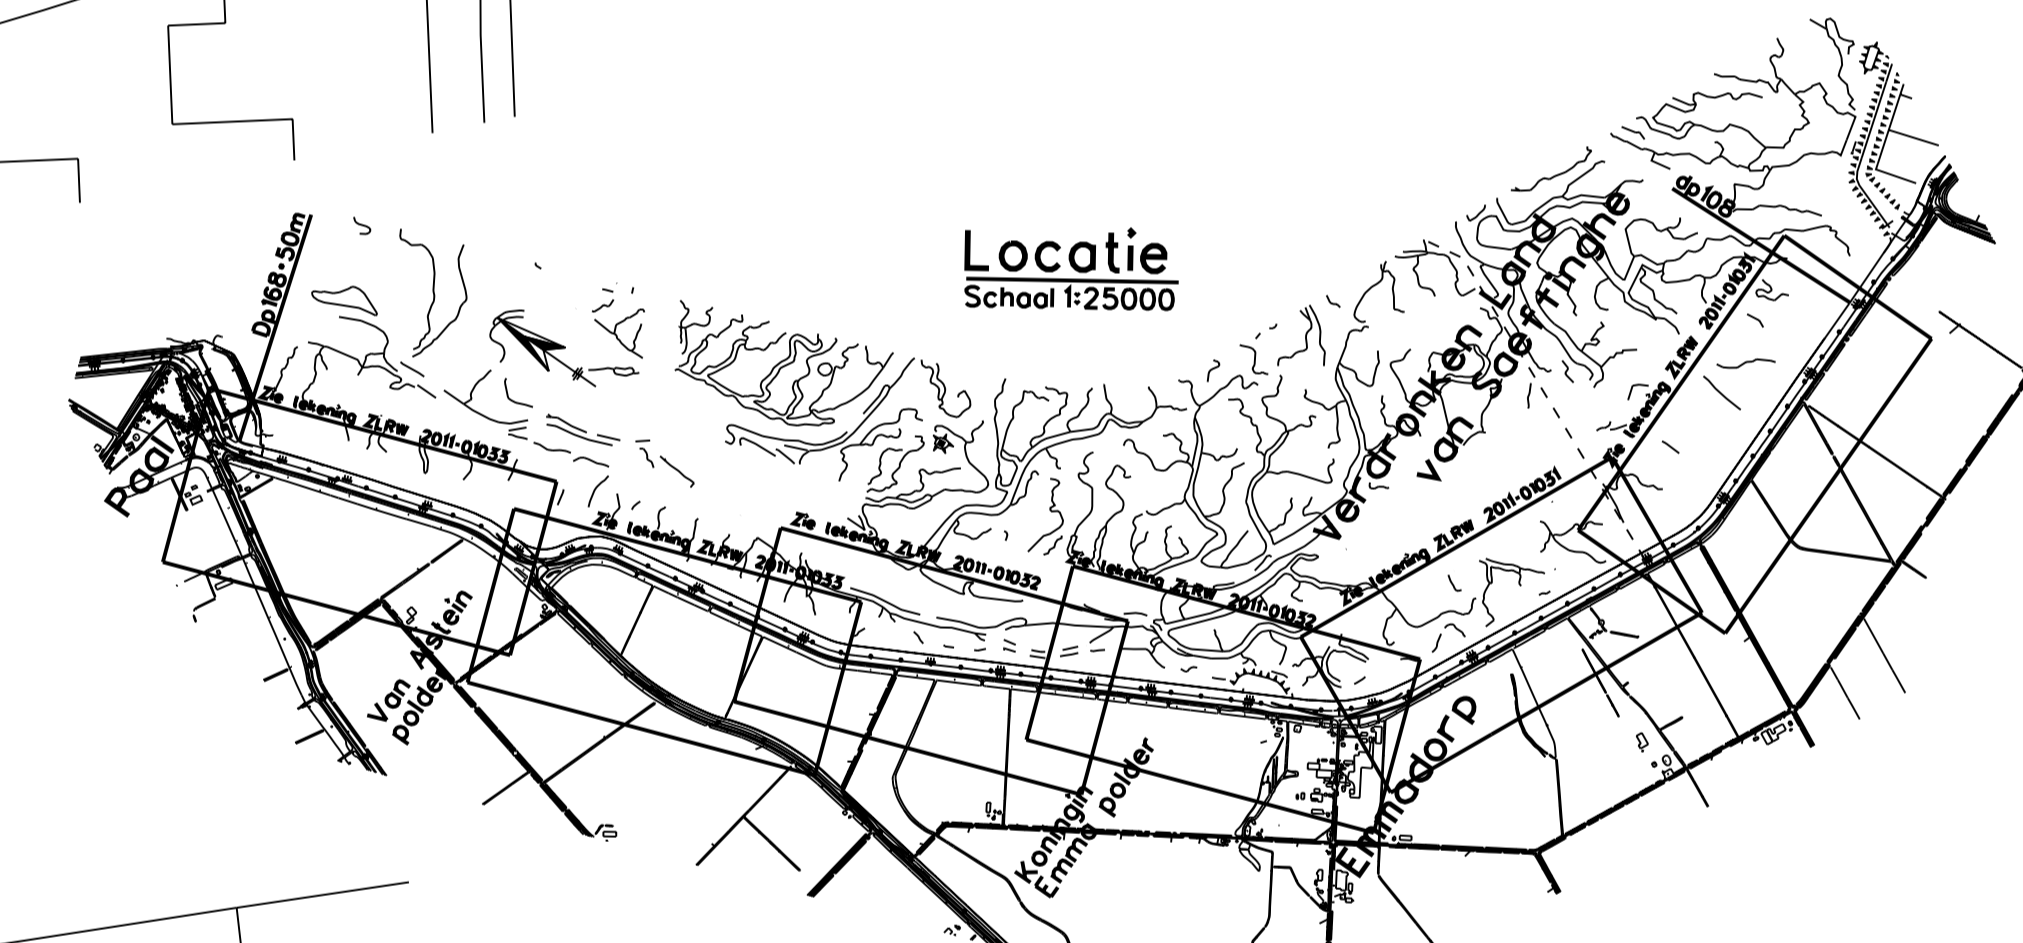 Locatie
Schaal 1:25000
dp108
Dp168+50m
Verdronken Land
van Saeftinghe
Zie tekening ZLRW 2011-01033
Zie tekening ZLRW 2011-01033
Zie tekening ZLRW 2011-01032
Zie tekening ZLRW 2011-01032
Zie tekening ZLRW 2011-01031
Zie tekening ZLRW 2011-01031
Paal
Van Alstein
polder
Koningin
Emma polder
Emmadorp